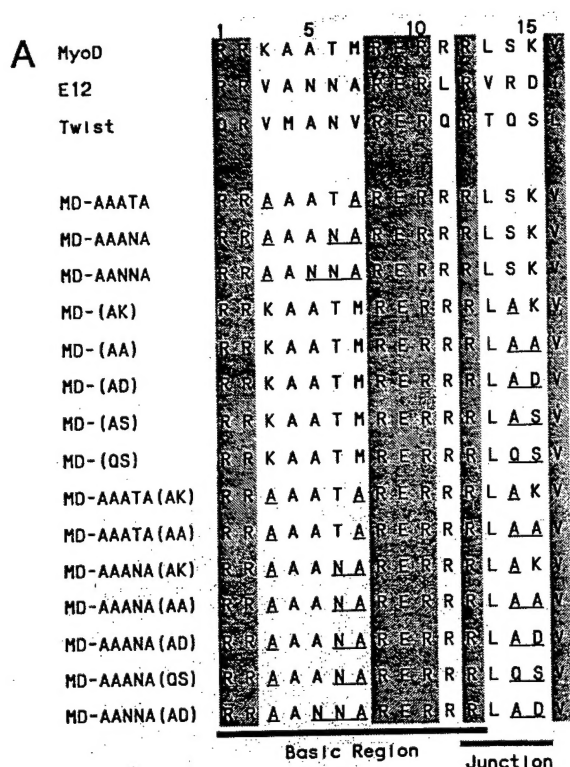 A
1 5 10 15
MyoD R R K A A T M R E R R R L S K V
E12 R R V A N N A R E R L R V R D I
Twist Q R V M A N V R E R Q R T Q S L
MD-AAATA R R A A A T A R E R R R L S K V
MD-AAANA R R A A A N A R E R R R L S K V
MD-AANNA R R A A N N A R E R R R L S K V
MD-(AK) R R K A A T M R E R R R L A K V
MD-(AA) R R K A A T M R E R R R L A A V
MD-(AD) R R K A A T M R E R R R L A D V
MD-(AS) R R K A A T M R E R R R L A S V
MD-(QS) R R K A A T M R E R R R L Q S V
MD-AAATA(AK) R R A A A T A R E R R R L A K V
MD-AAATA(AA) R R A A A T A R E R R R L A A V
MD-AAANA(AK) R R A A A N A R E R R R L A K V
MD-AAANA(AA) R R A A A N A R E R R R L A A V
MD-AAANA(AD) R R A A A N A R E R R R L A D V
MD-AAANA(QS) R R A A A N A R E R R R L Q S V
MD-AANNA(AD) R R A A N N A R E R R R L A D V
Basic Region Junction